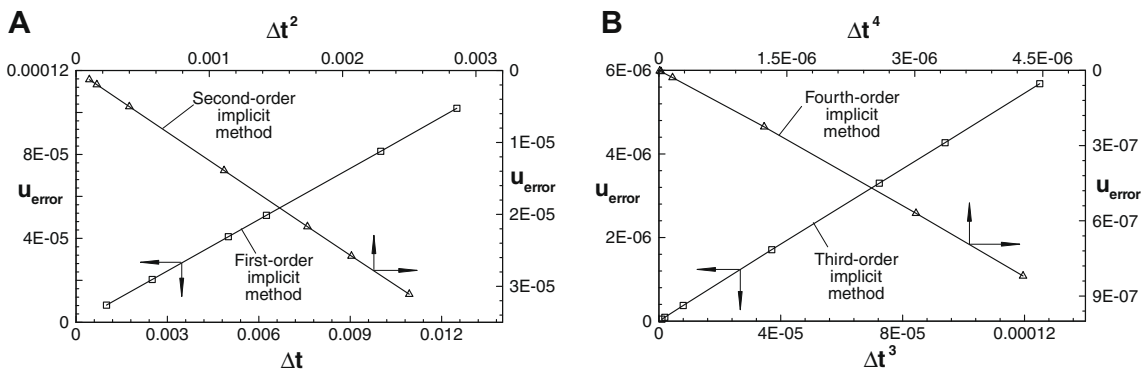 A
Δt²
0 0.001 0.002 0.003
0.00012
8E-05
4E-05
0
u_error
0
1E-05
2E-05
3E-05
u_error
Second-order
implicit
method
First-order
implicit
method
0 0.003 0.006 0.009 0.012
Δt
B
Δt⁴
0 1.5E-06 3E-06 4.5E-06
6E-06
4E-06
2E-06
0
u_error
0
3E-07
6E-07
9E-07
u_error
Fourth-order
implicit method
Third-order
implicit
method
0 4E-05 8E-05 0.00012
Δt³